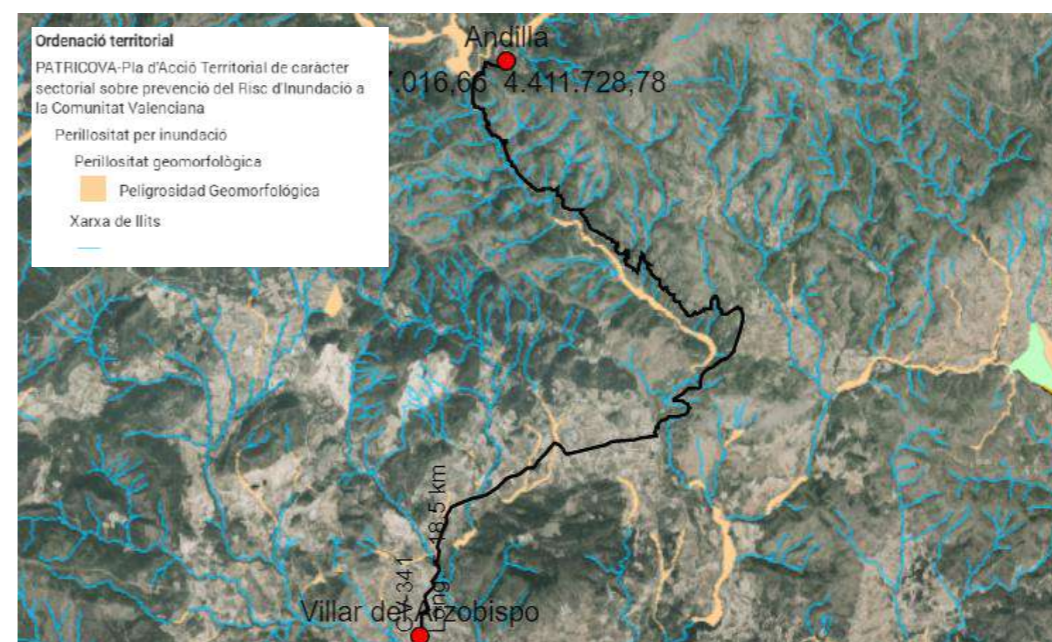 Ordenació territorial
PATRICOVA-Pla d'Acció Territorial de caràcter
sectorial sobre prevenció del Risc d'Inundació a
la Comunitat Valenciana
Perillositat per inundació
Perillositat geomorfològica
Peligrosidad Geomorfológica
Xarxa de llits
Andilla
7.016,66 4.411.728,78
18.5 km
Villar del Arzobispo